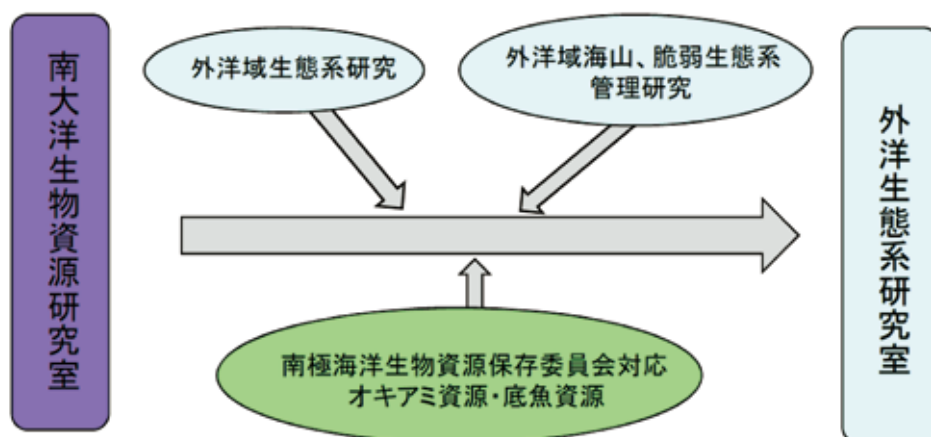 南大洋生物資源研究室
外洋域生態系研究
外洋域海山、脆弱生態系
管理研究
南極海洋生物資源保存委員会対応
オキアミ資源・底魚資源
外洋生態系研究室